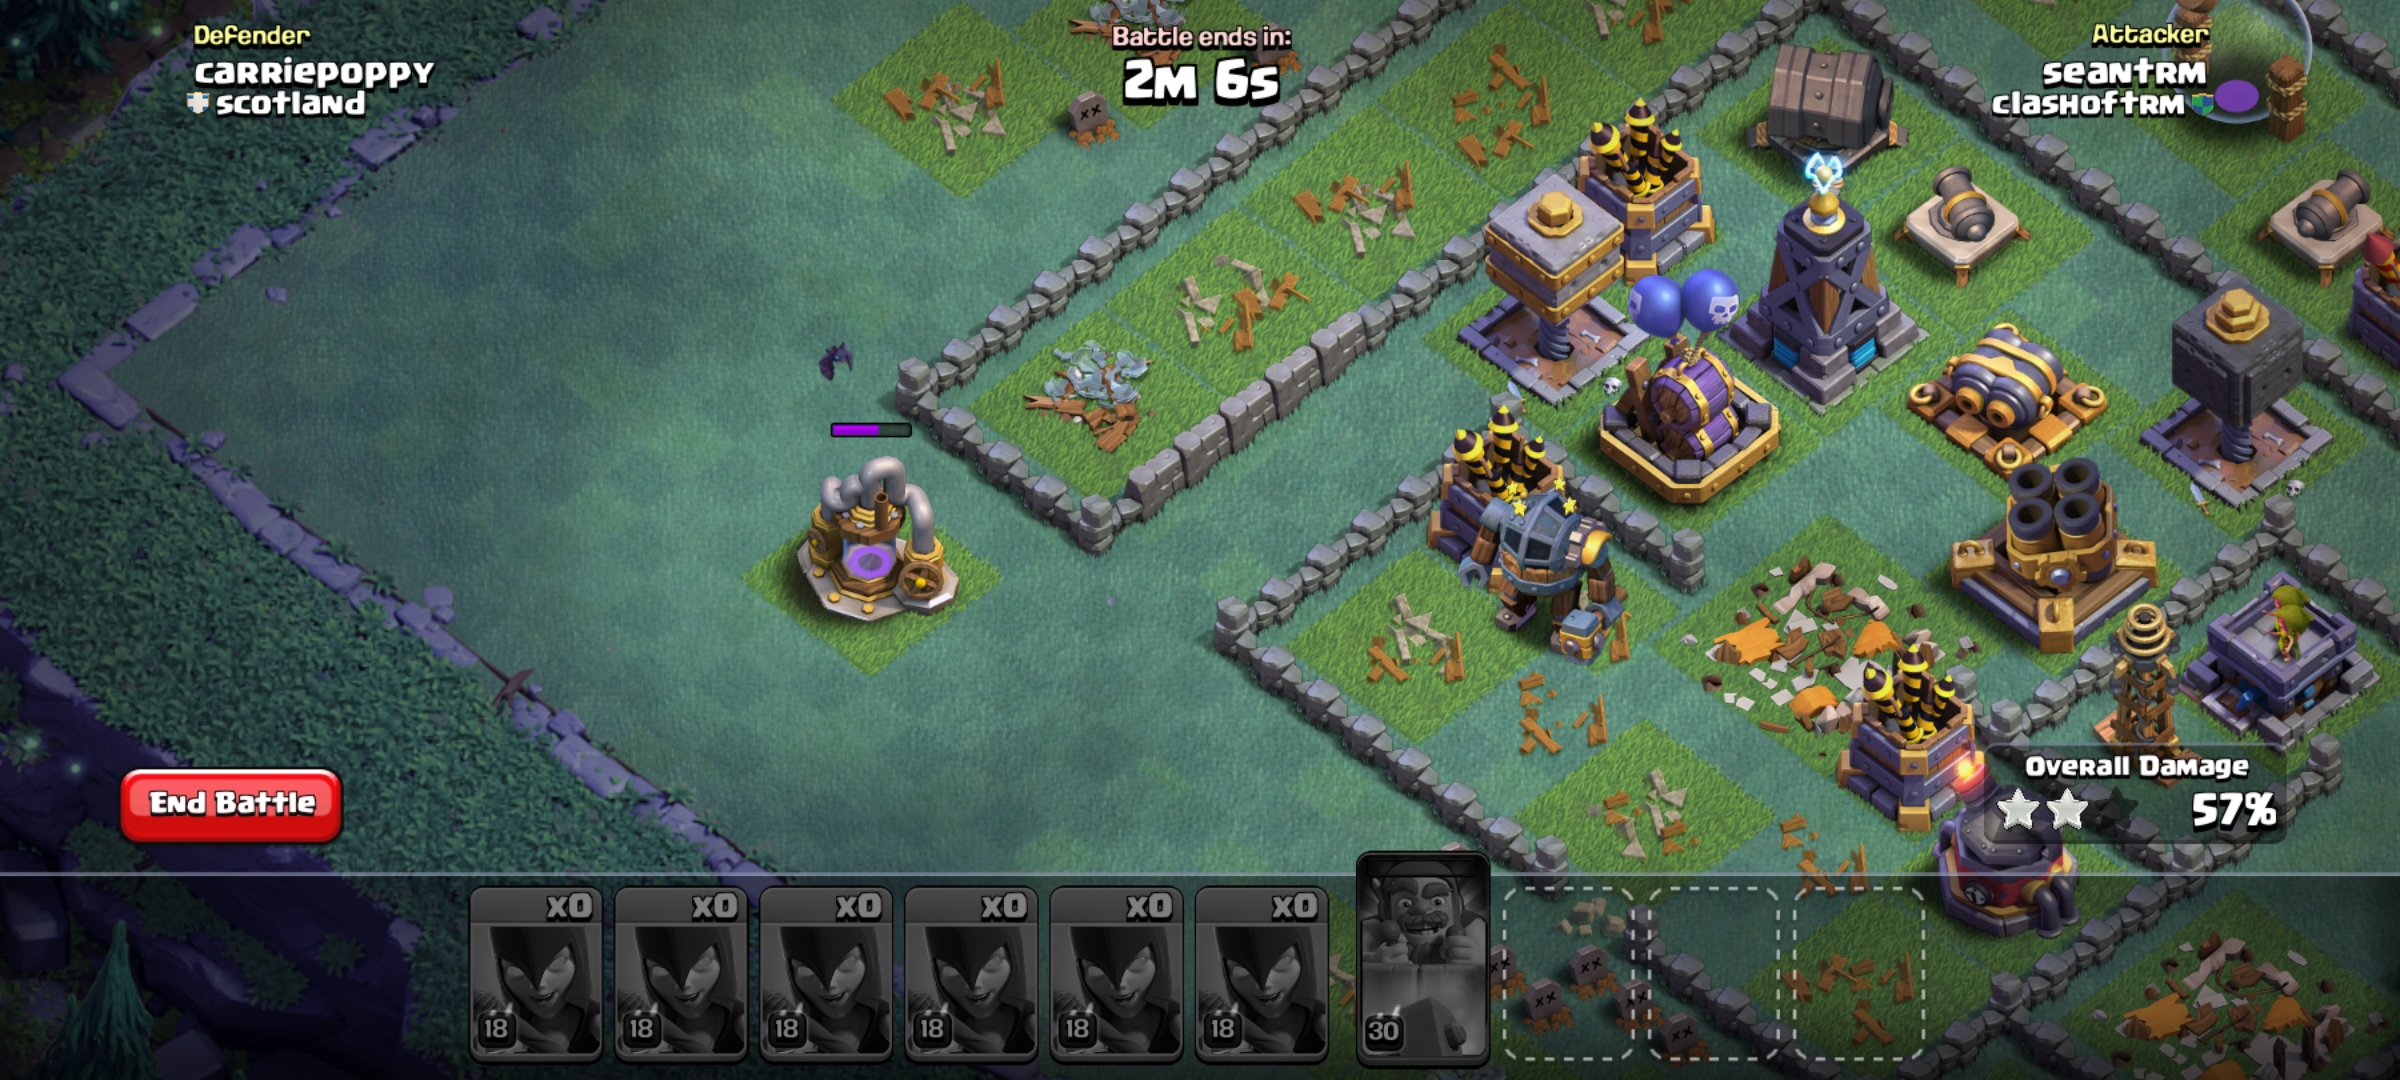 Defender
carriepoppy
scotland
Battle ends in:
2m 6s
Attacker
seantrm
clashoftrm
End Battle
Overall Damage
57%
x0
x0
x0
x0
x0
x0
18
18
18
18
18
18
30